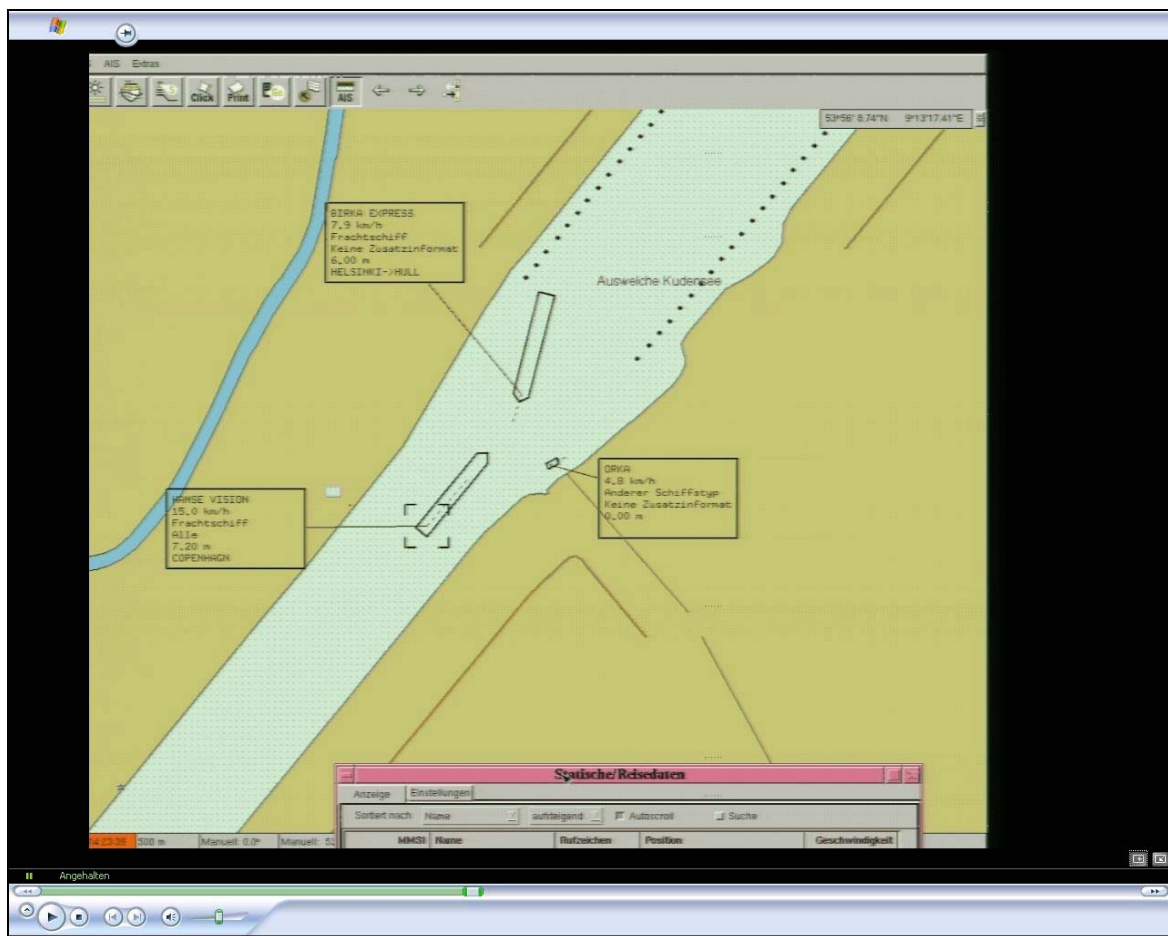 AIS Extras
Click Print AIS
53°56' 8.74"N 9°13'17.41"E
BIRKA EXPRESS
7.9 km/h
Frachtschiff
Keine Zusatzinformat
6.00 m
HELSINKI->HULL
Ausweiche Kudensee
HANSE VISION
15.0 km/h
Frachtschiff
Alle
7.20 m
COPENHAGN
ORKA
4.8 km/h
Anderer Schiffstyp
Keine Zusatzinformat
0.00 m
Statische/Reisedaten
Anzeige Einstellungen
Sortiert nach Name aufsteigend Autoscroll Suche
14:23:39 500 m Manuell: 0.0° Manuell:
MMSI Name Rufzeichen Position Geschwindigkeit
Angehalten